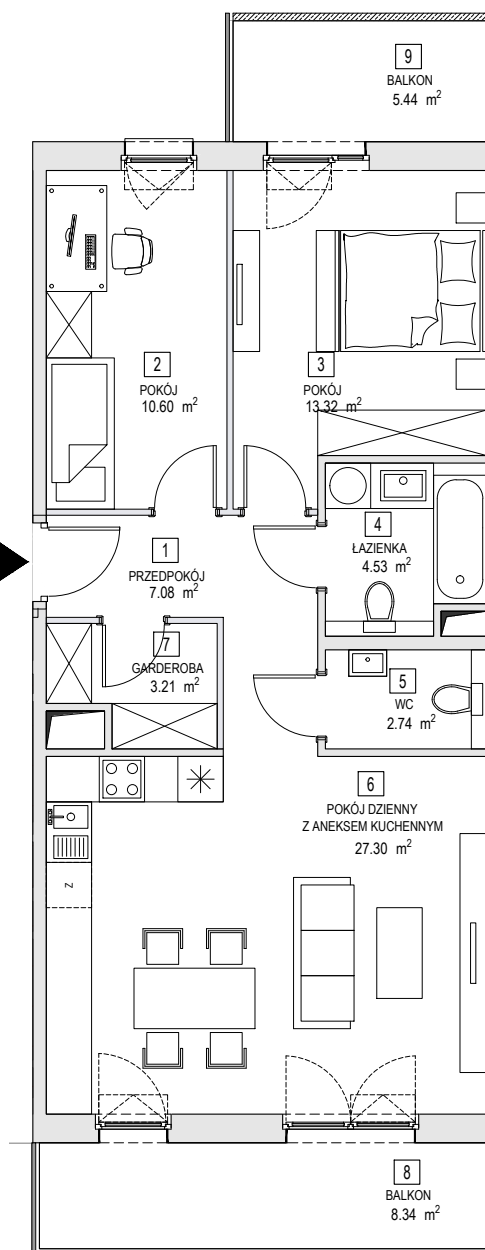 9
BALKON
5.44 m²
2
POKÓJ
10.60 m²
3
POKÓJ
13.32 m²
4
ŁAZIENKA
4.53 m²
1
PRZEDPOKÓJ
7.08 m²
7
GARDEROBA
3.21 m²
5
WC
2.74 m²
6
POKÓJ DZIENNY
Z ANEKSEM KUCHENNYM
27.30 m²
Z
8
BALKON
8.34 m²